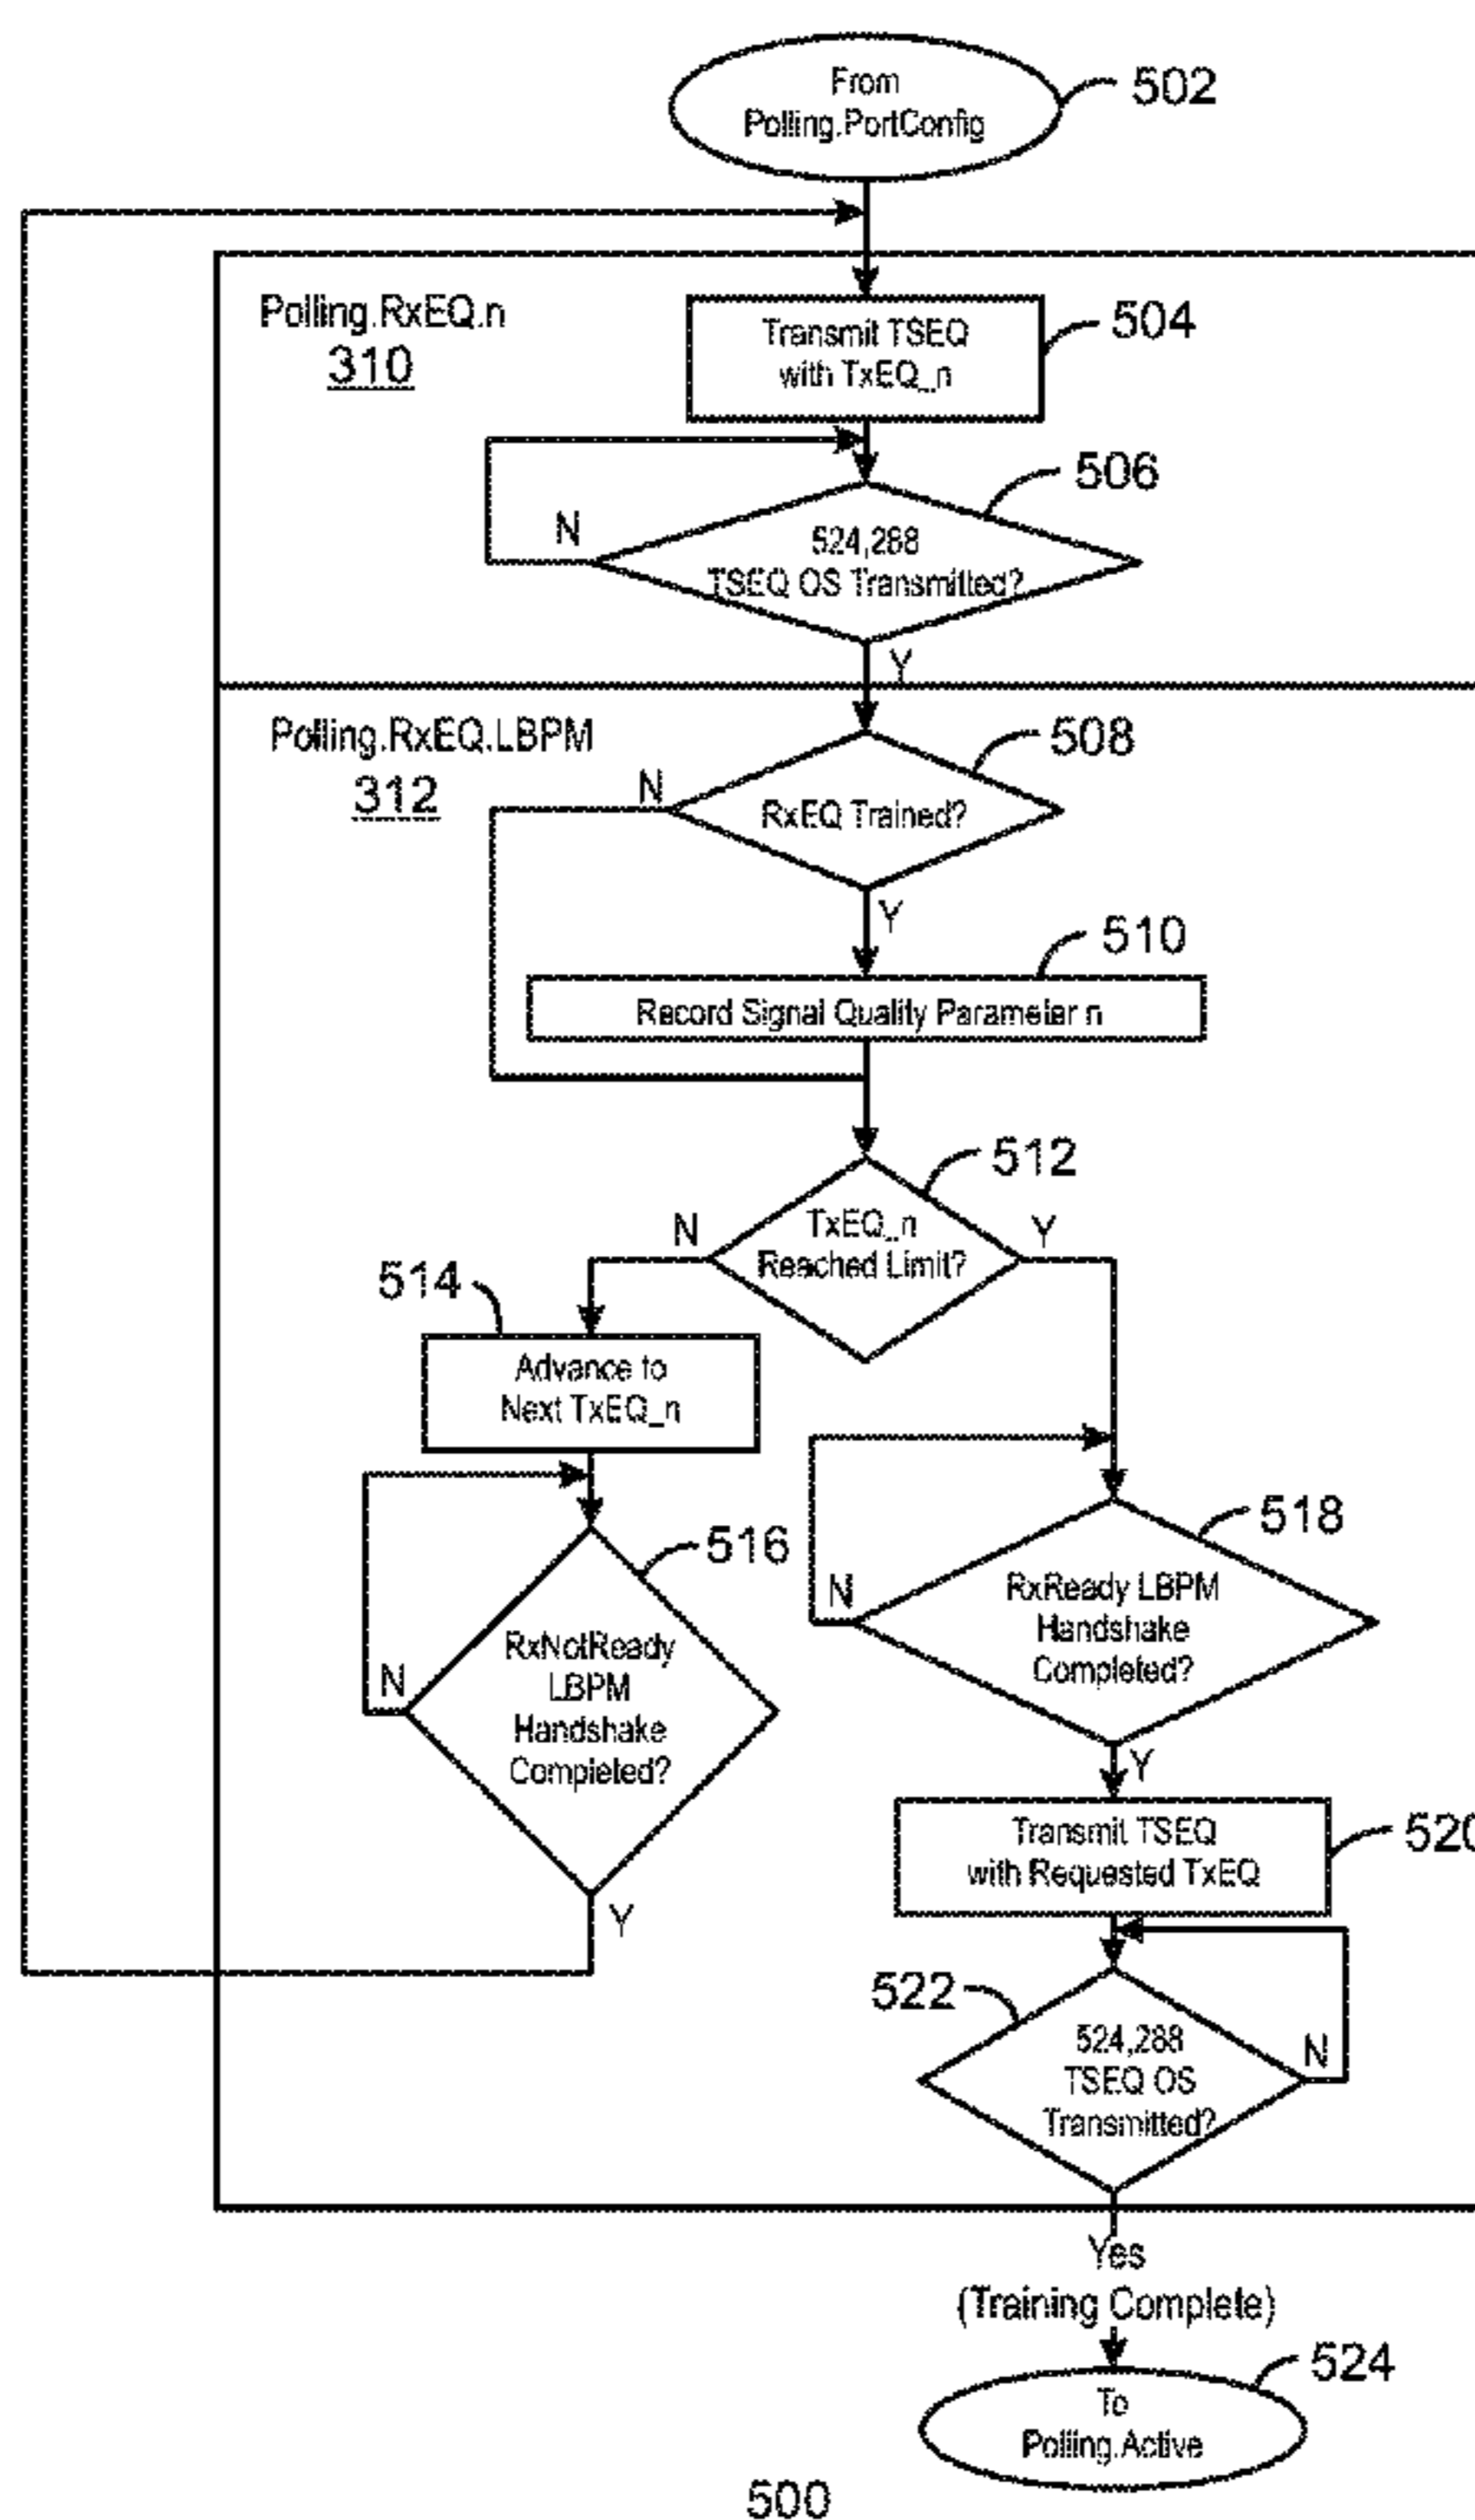 From
Polling.PortConfig
502
Polling.RxEQ.n
310
Transmit TSEQ
with TxEQ_n
504
506
N
524,288
TSEQ OS Transmitted?
Y
Polling.RxEQ.LBPM
312
508
N
RxEQ Trained?
Y
510
Record Signal Quality Parameter n
512
N
TxEQ_n
Reached Limit?
Y
514
Advance to
Next TxEQ_n
516
N
RxNotReady
LBPM
Handshake
Completed?
Y
518
N
RxReady LBPM
Handshake
Completed?
Y
Transmit TSEQ
with Requested TxEQ
520
522
524,288
TSEQ OS
Transmitted?
N
Yes
(Training Complete)
524
To
Polling.Active
500